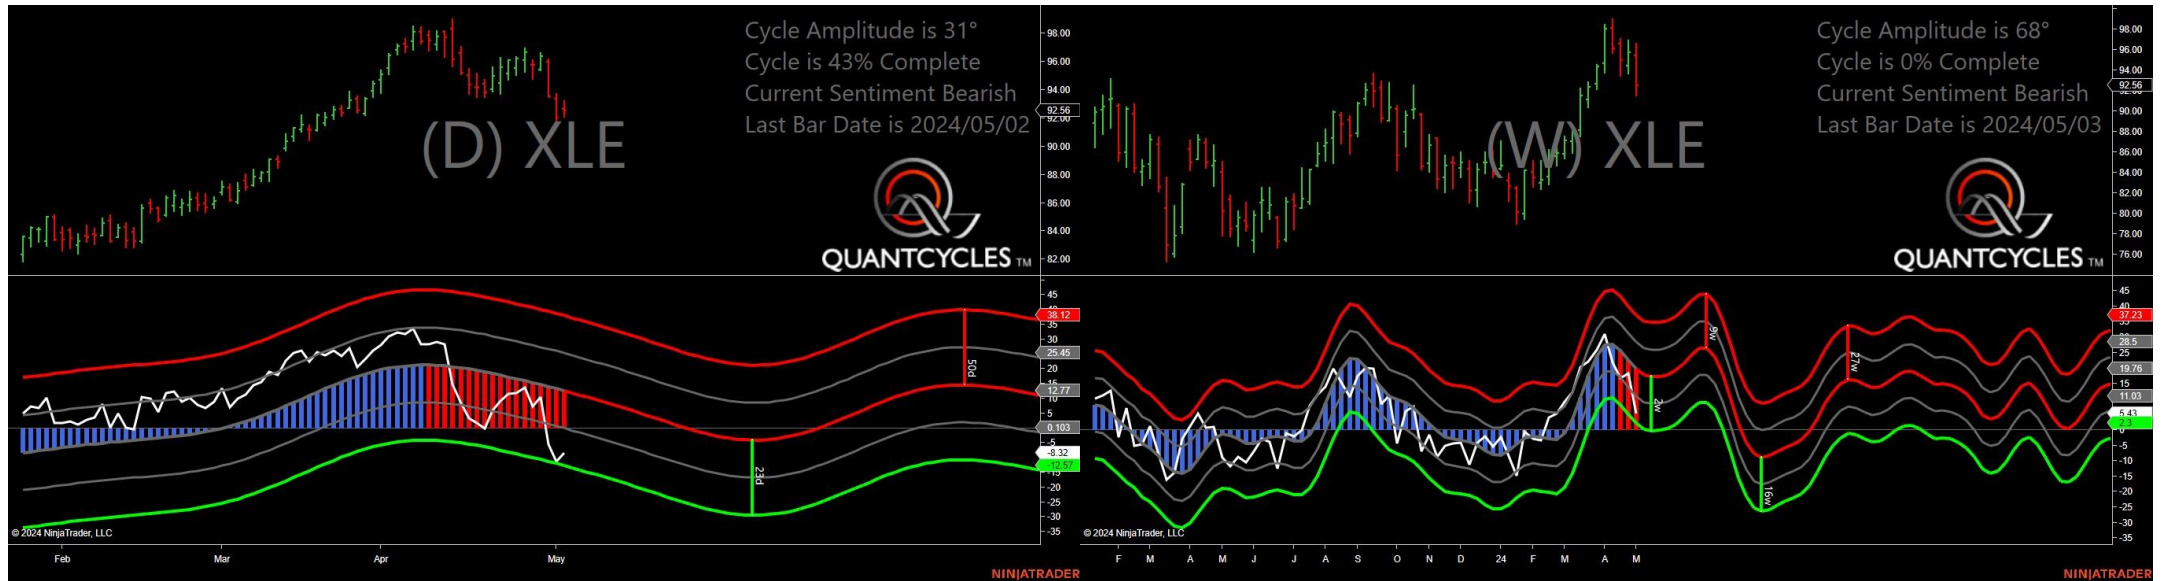 Cycle Amplitude is 31°
Cycle is 43% Complete
Current Sentiment Bearish
Last Bar Date is 2024/05/02
(D) XLE
QUANTCYCLES TM
98.00
96.00
94.00
92.56
92.00
90.00
88.00
86.00
84.00
82.00
45
38.12
35
30
25.45
20
15
12.77
10
5
0.103
-5
-8.32
-12.57
-15
-20
-25
-30
-35
50d
23d
© 2024 NinjaTrader, LLC
Feb Mar Apr May
NINJATRADER
Cycle Amplitude is 68°
Cycle is 0% Complete
Current Sentiment Bearish
Last Bar Date is 2024/05/03
(W) XLE
QUANTCYCLES TM
98.00
96.00
94.00
92.56
90.00
88.00
86.00
84.00
82.00
80.00
78.00
76.00
45
37.23
28.5
25
19.76
15
11.03
5.43
2.3
-5
-10
-15
-20
-25
-30
-35
9w
27w
2w
16w
© 2024 NinjaTrader, LLC
F M A M J J A S O N D 24 F M A M
NINJATRADER